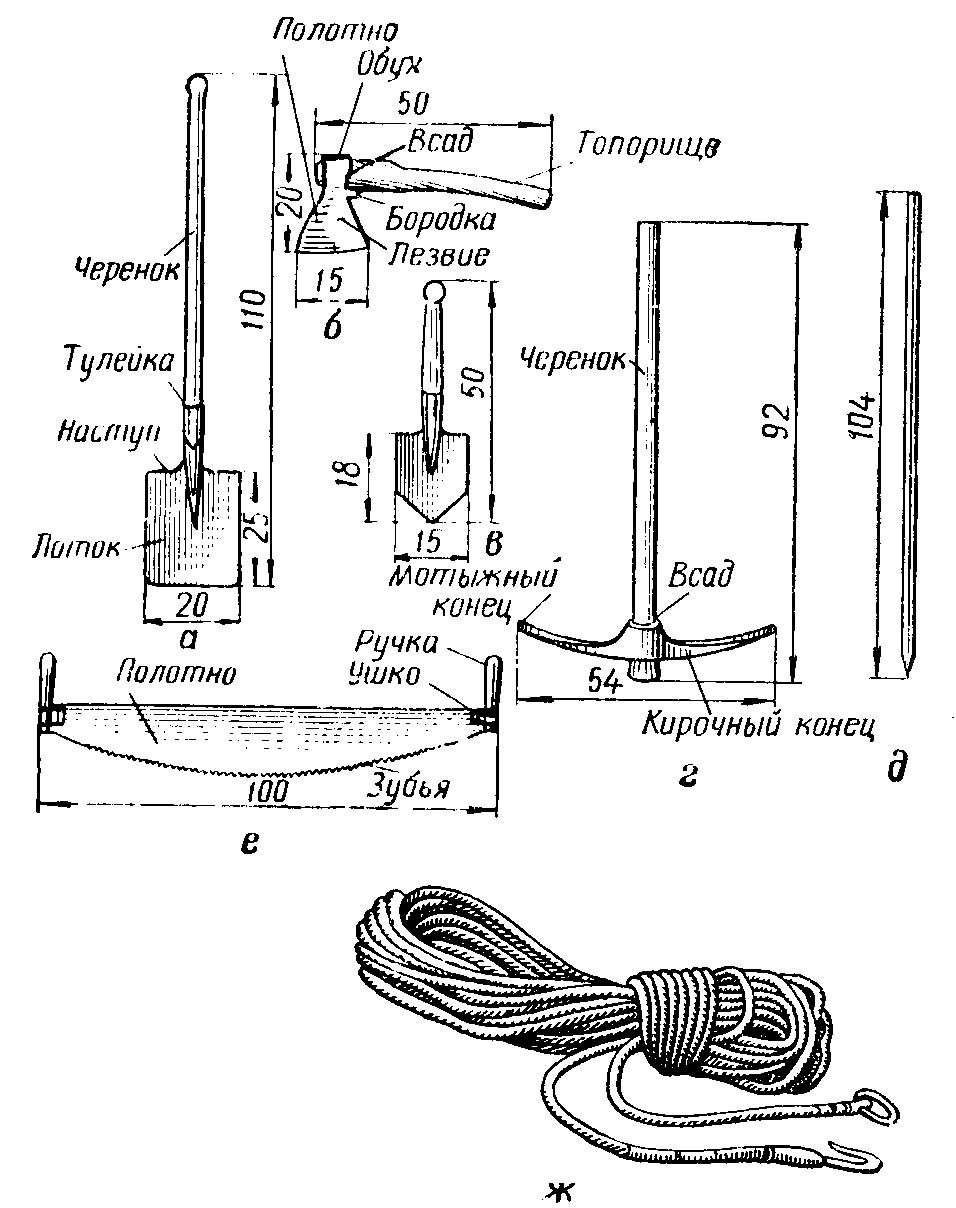 Полотно
Обух
50
Всад
Топорище
20
Бородка
Лезвие
15
б
Черенок
110
Тулейка
Наступ
Лоток
25
20
а
50
18
15
в
Черенок
92
104
Мотыжный
конец
Всад
54
Кирочный конец
г
д
Ручка
Ушко
Полотно
Зубья
100
е
ж